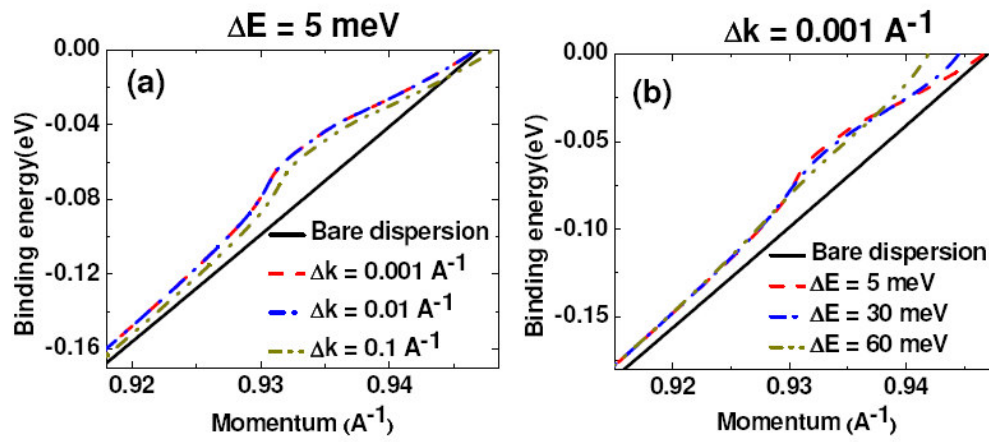 ΔE = 5 meV
(a)
Binding energy(eV)
0.00
-0.04
-0.08
-0.12
-0.16
Bare dispersion
Δk = 0.001 A⁻¹
Δk = 0.01 A⁻¹
Δk = 0.1 A⁻¹
0.92
0.93
0.94
Momentum (A⁻¹)
Δk = 0.001 A⁻¹
(b)
Binding energy(eV)
0.00
-0.05
-0.10
-0.15
Bare dispersion
ΔE = 5 meV
ΔE = 30 meV
ΔE = 60 meV
0.92
0.93
0.94
Momentum (A⁻¹)